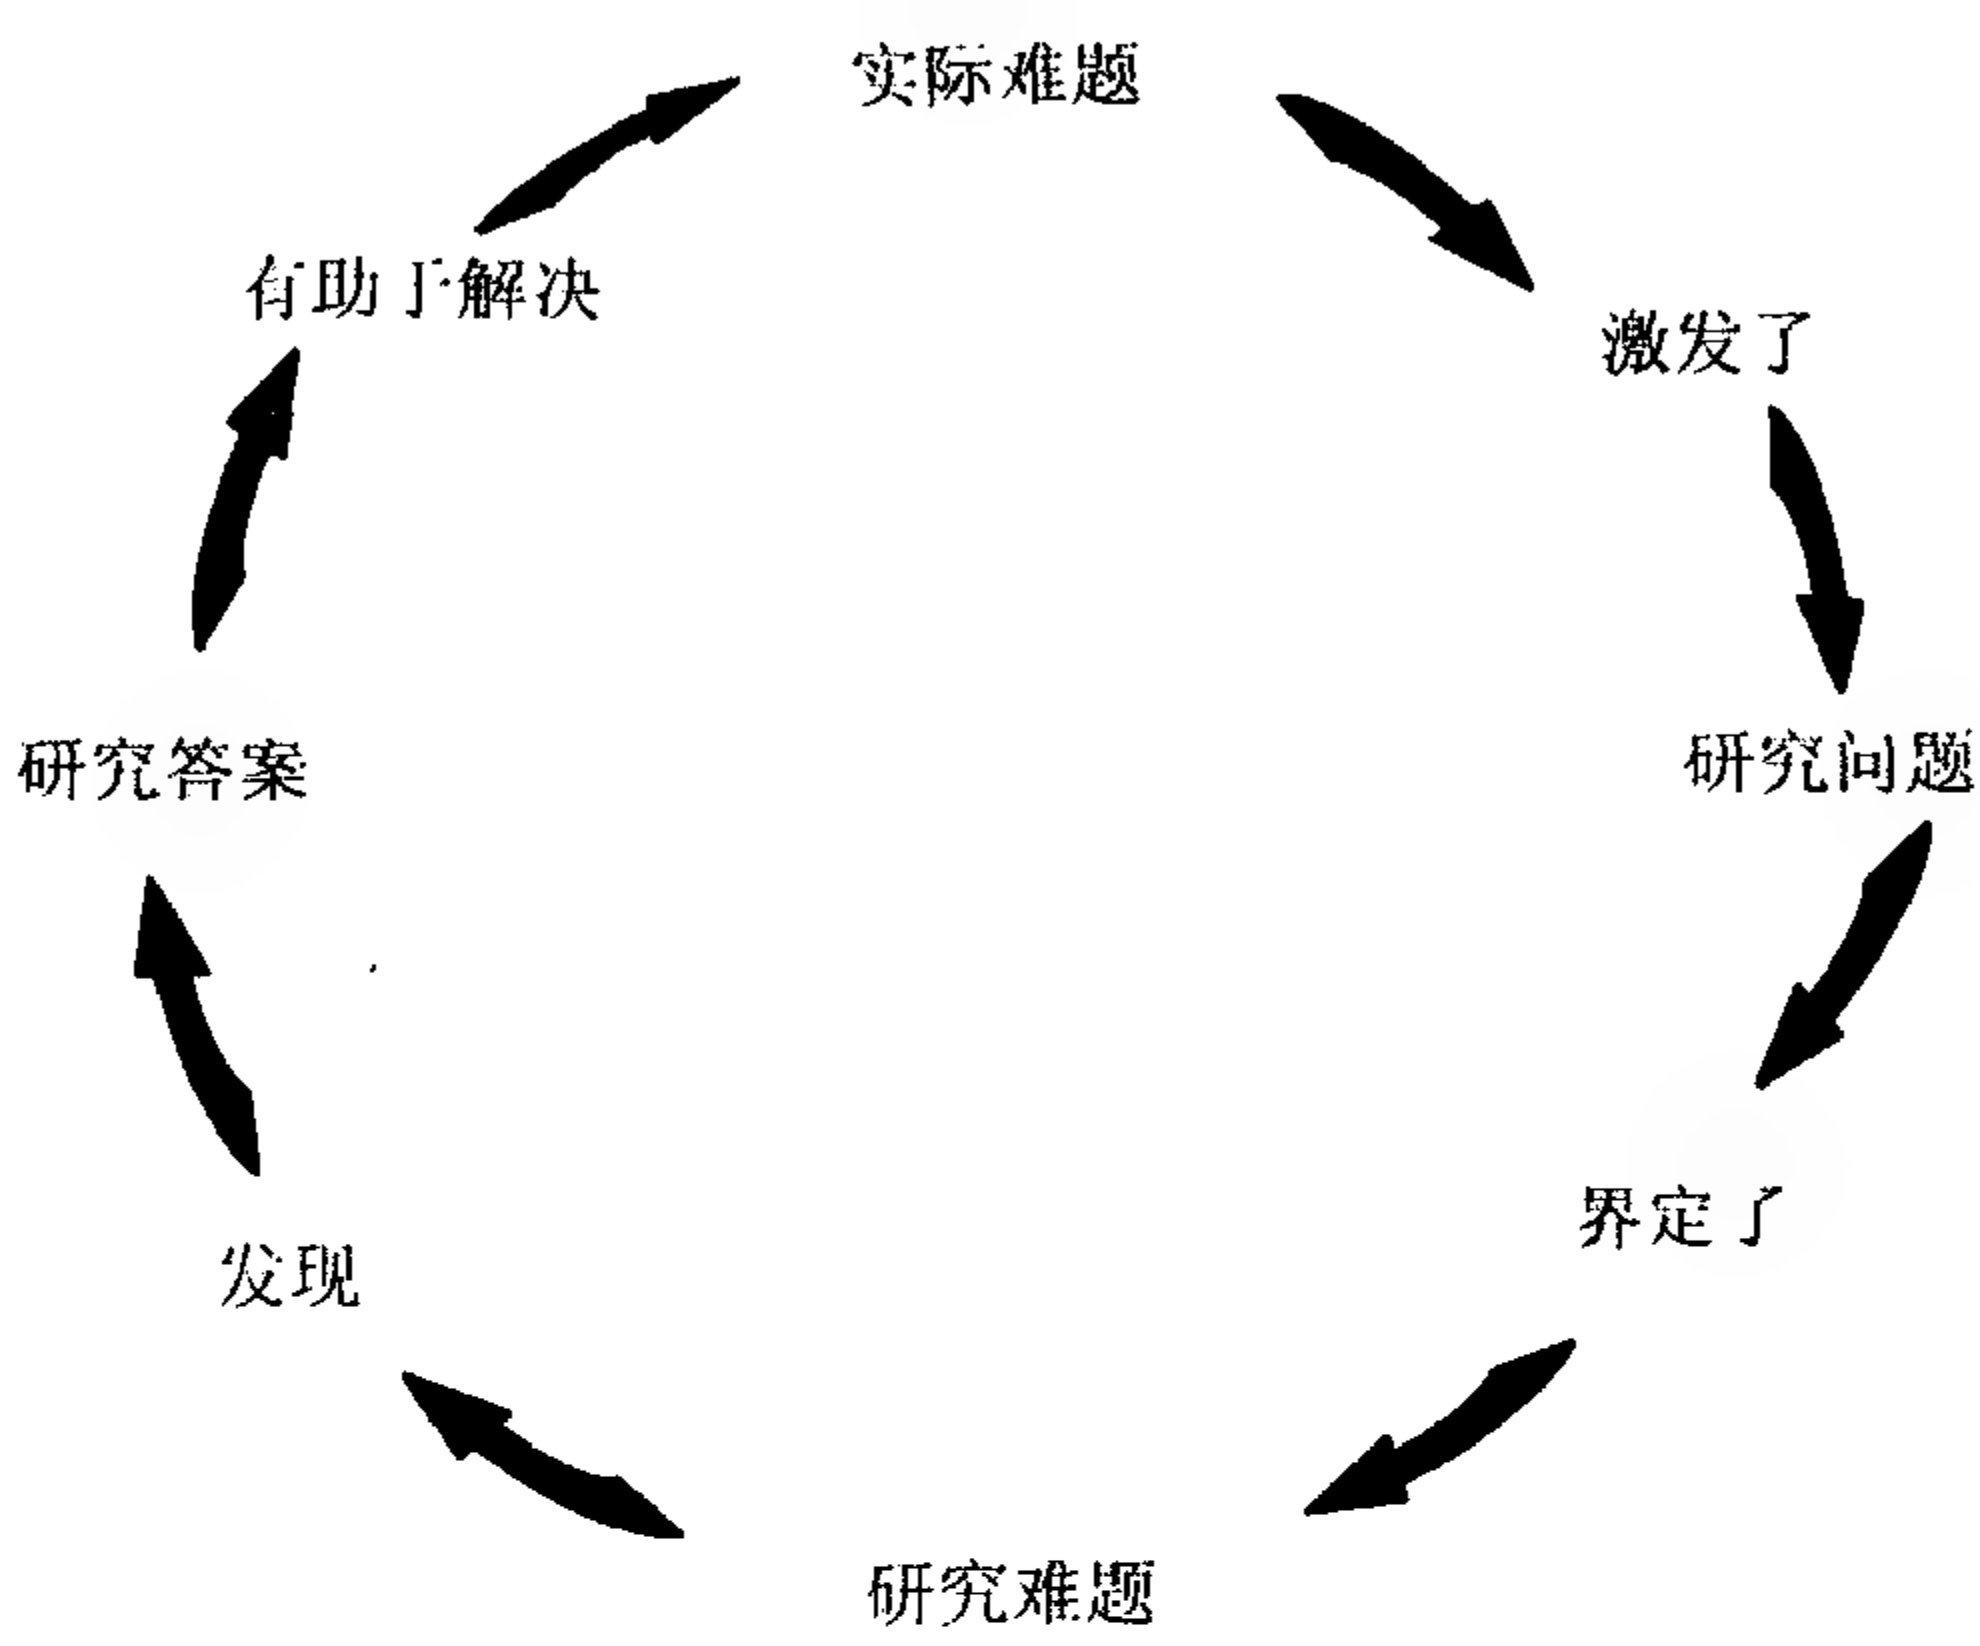 实际难题
激发了
研究问题
界定了
研究难题
发现
研究答案
有助于解决